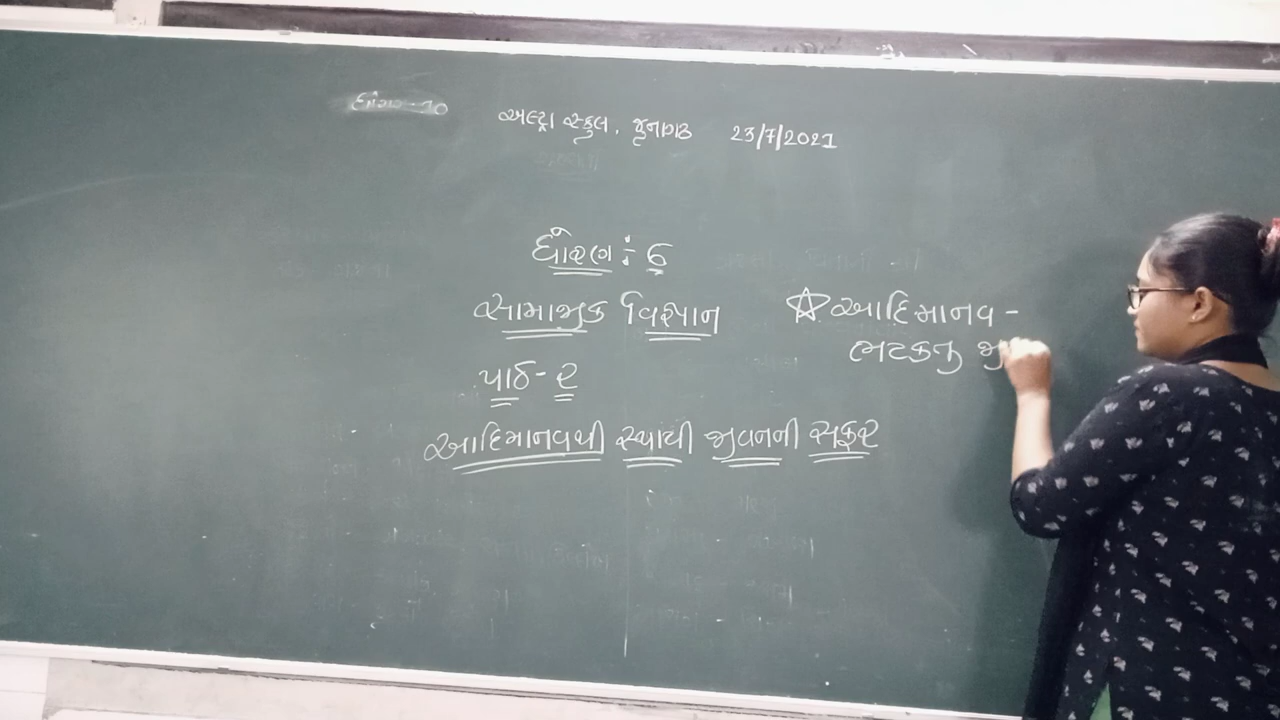 અલ્ટ્રા સ્કુલ, જુનાગઢ 23/7/2021
ધોરણ : 6
સામાજીક વિજ્ઞાન
પાઠ - ૨
આદિમાનવથી સ્થાયી જીવનની સફર
☆ આદિમાનવ -
ભટકતુ જી